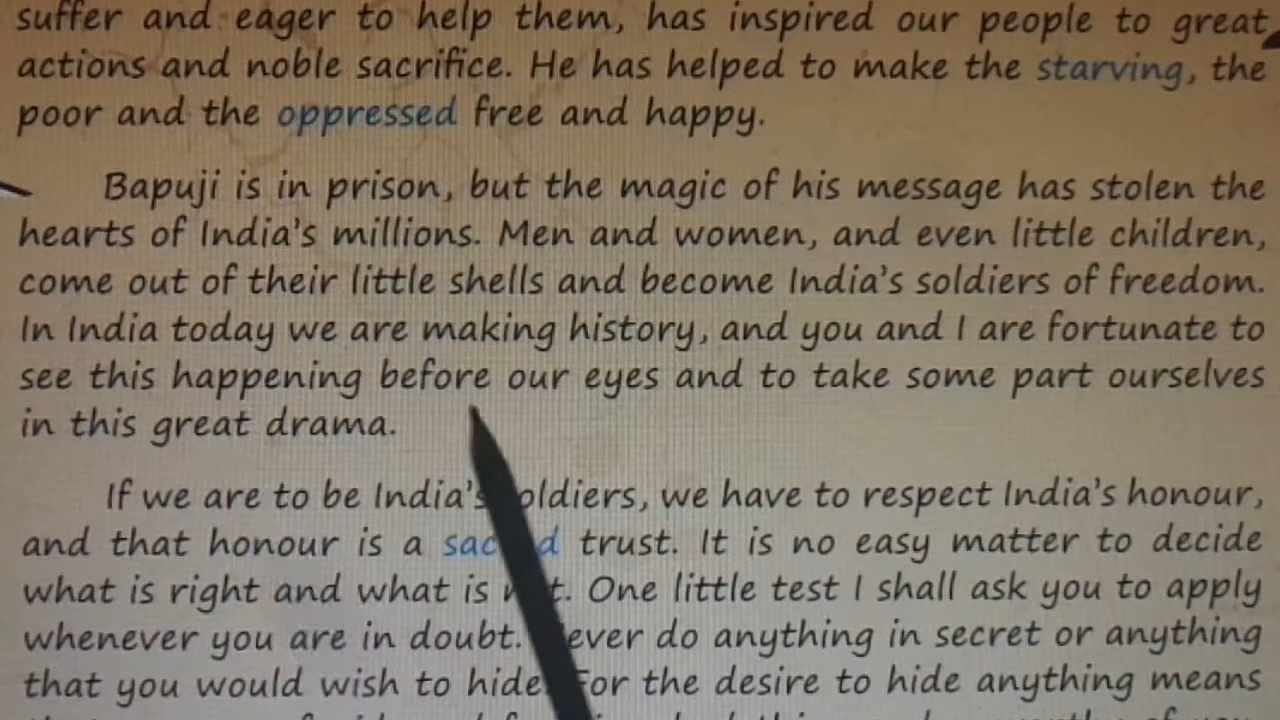 suffer and eager to help them, has inspired our people to great
actions and noble sacrifice. He has helped to make the starving, the
poor and the oppressed free and happy.
Bapuji is in prison, but the magic of his message has stolen the
hearts of India's millions. Men and women, and even little children,
come out of their little shells and become India's soldiers of freedom.
In India today we are making history, and you and I are fortunate to
see this happening before our eyes and to take some part ourselves
in this great drama.
If we are to be India's soldiers, we have to respect India's honour,
and that honour is a sacred trust. It is no easy matter to decide
what is right and what is not. One little test I shall ask you to apply
whenever you are in doubt. Never do anything in secret or anything
that you would wish to hide. For the desire to hide anything means